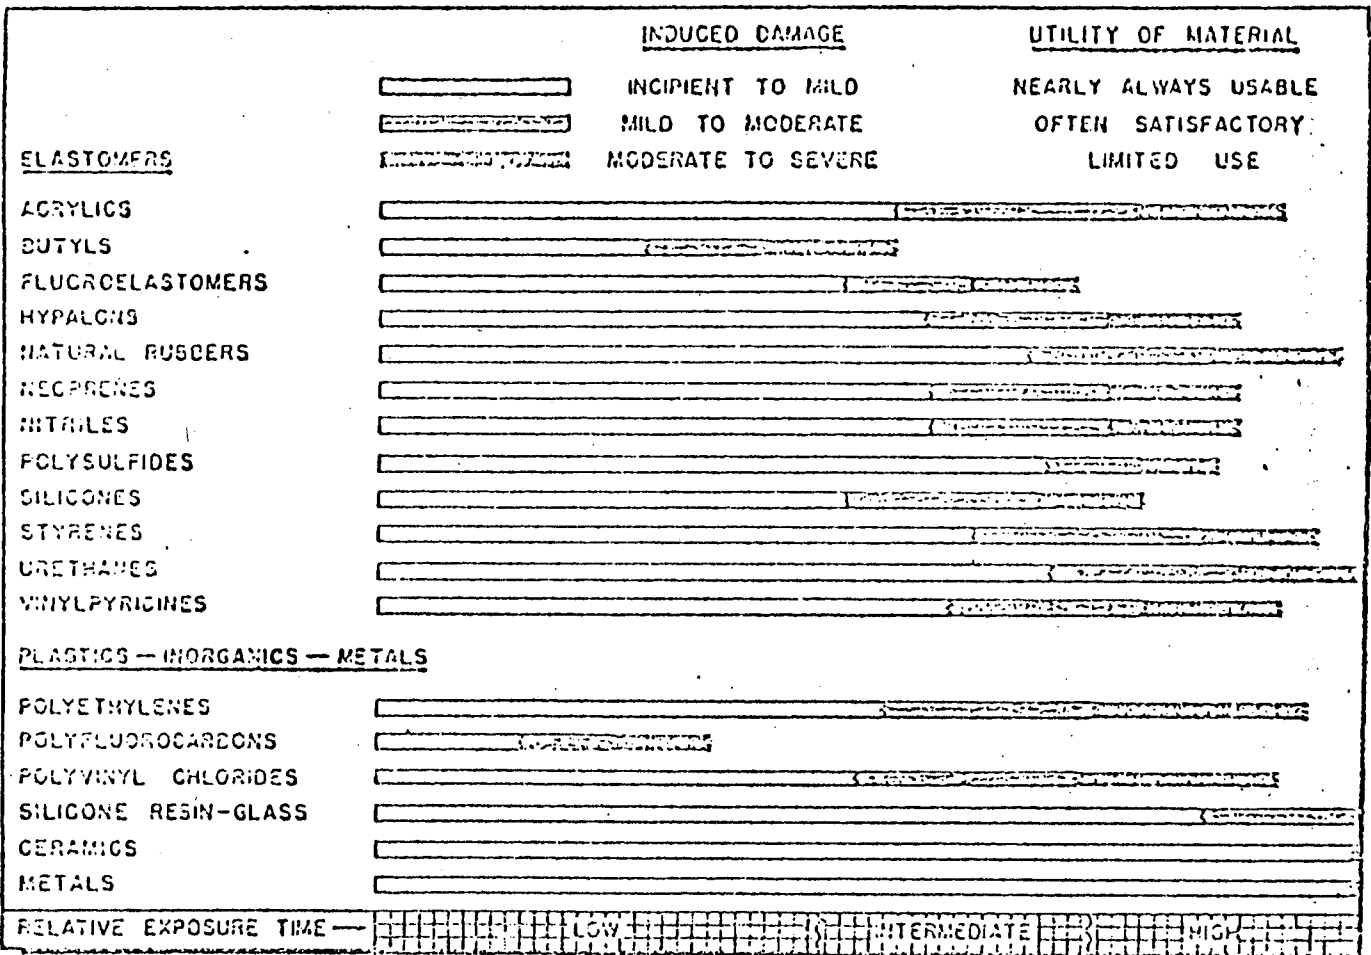 INDUCED DAMAGE UTILITY OF MATERIAL
INCIPIENT TO MILD NEARLY ALWAYS USABLE
MILD TO MODERATE OFTEN SATISFACTORY
ELASTOMERS MODERATE TO SEVERE LIMITED USE
ACRYLICS
BUTYLS
FLUOROELASTOMERS
HYPALONS
NATURAL RUBBERS
NEOPRENES
NITRILES
POLYSULFIDES
SILICONES
STYRENES
URETHANES
VINYLPYRIDINES
PLASTICS — INORGANICS — METALS
POLYETHYLENES
POLYFLUOROCARBONS
POLYVINYL CHLORIDES
SILICONE RESIN-GLASS
CERAMICS
METALS
RELATIVE EXPOSURE TIME — LOW INTERMEDIATE HIGH